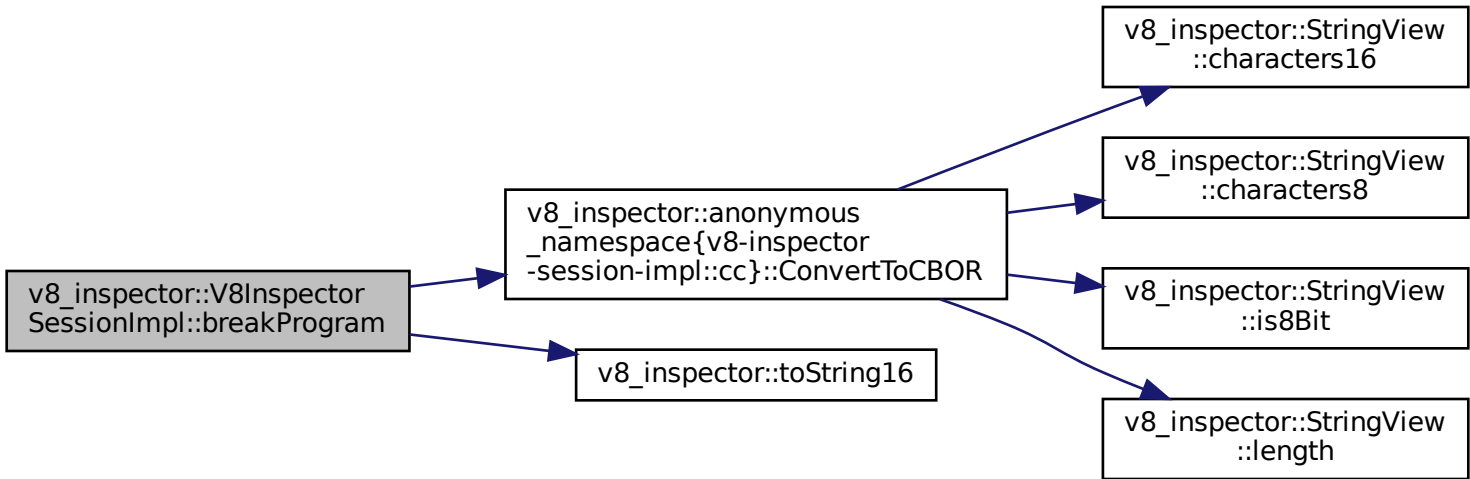 v8_inspector::V8Inspector
SessionImpl::breakProgram
v8_inspector::anonymous
_namespace{v8-inspector
-session-impl::cc}::ConvertToCBOR
v8_inspector::toString16
v8_inspector::StringView
::characters16
v8_inspector::StringView
::characters8
v8_inspector::StringView
::is8Bit
v8_inspector::StringView
::length